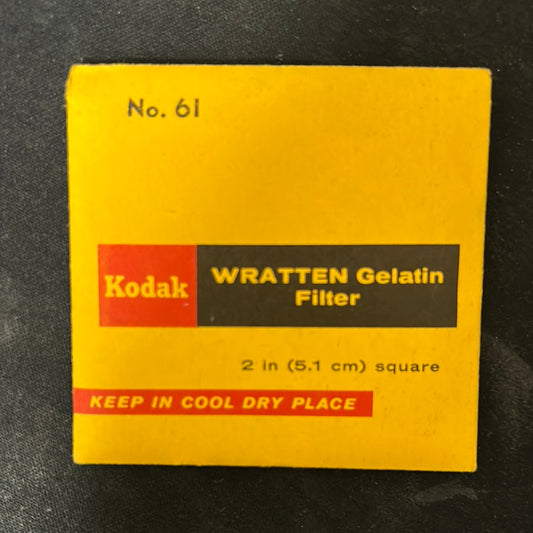 No. 61
Kodak
WRATTEN Gelatin
Filter
2 in (5.1 cm) square
KEEP IN COOL DRY PLACE